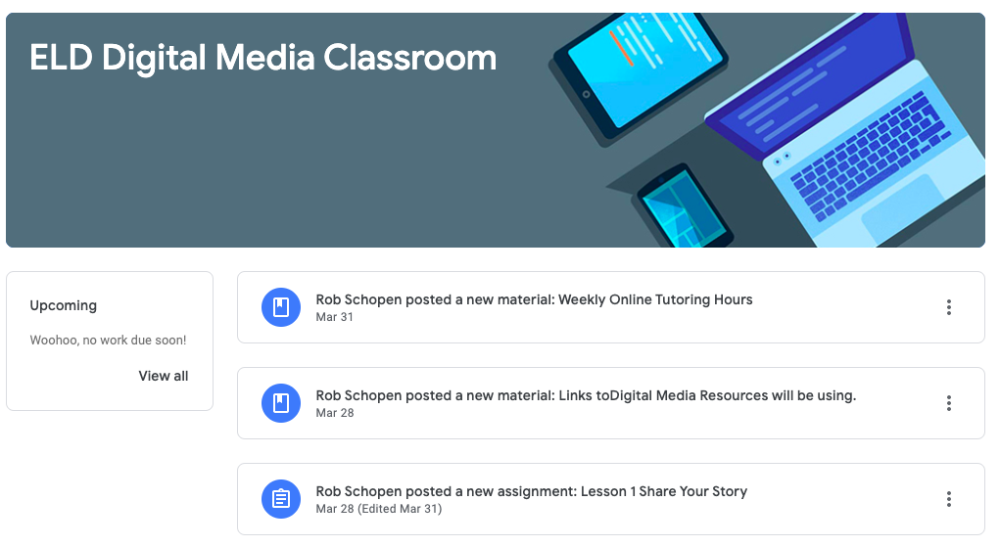 ELD Digital Media Classroom
Upcoming
Woohoo, no work due soon!
View all
Rob Schopen posted a new material: Weekly Online Tutoring Hours
Mar 31
Rob Schopen posted a new material: Links toDigital Media Resources will be using.
Mar 28
Rob Schopen posted a new assignment: Lesson 1 Share Your Story
Mar 28 (Edited Mar 31)